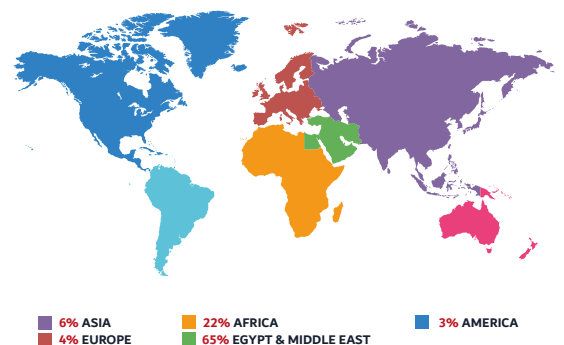 6% ASIA
22% AFRICA
3% AMERICA
4% EUROPE
65% EGYPT & MIDDLE EAST